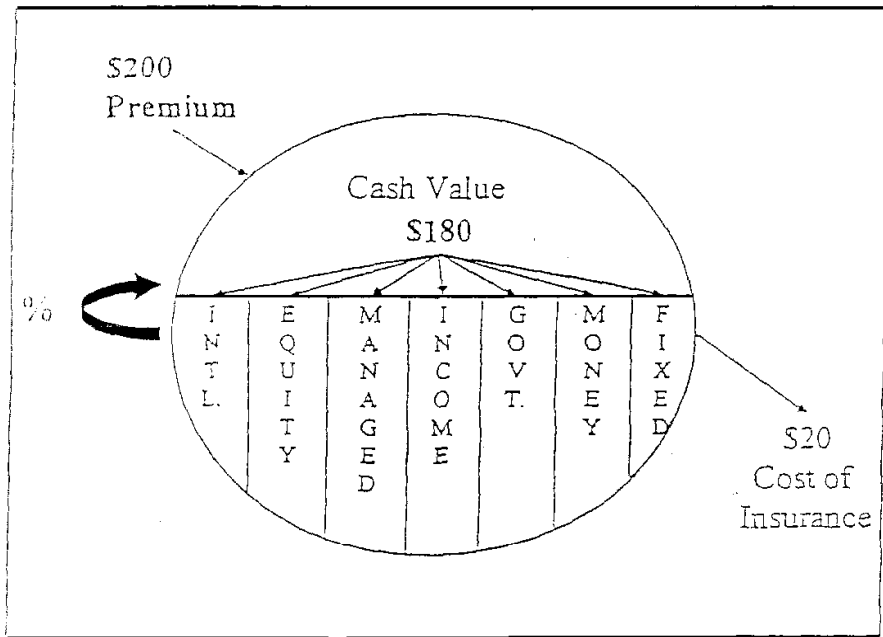 $200
Premium
Cash Value
$180
%
INTL.
EQUITY
MANAGED
INCOME
GOVT.
MONEY
FIXED
$20
Cost of
Insurance